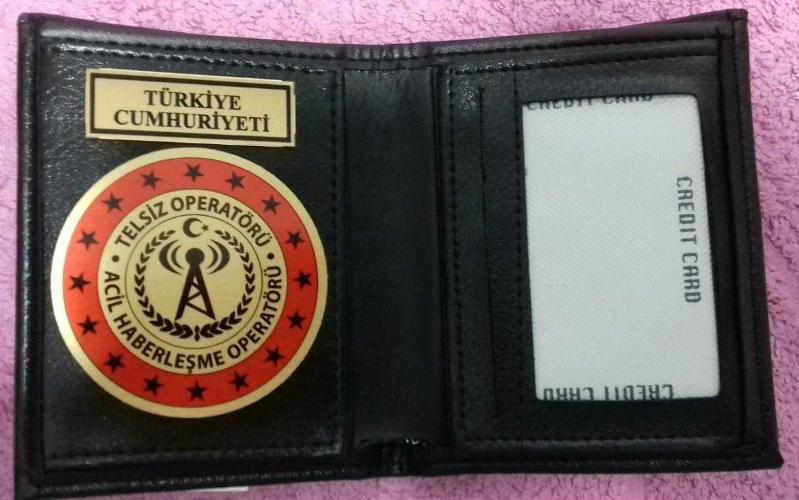 TÜRKİYE
CUMHURİYETİ
TELSİZ OPERATÖRÜ
ACİL HABERLEŞME OPERATÖRÜ
CREDIT CARD
CREDIT CARD
CREDIT CARD